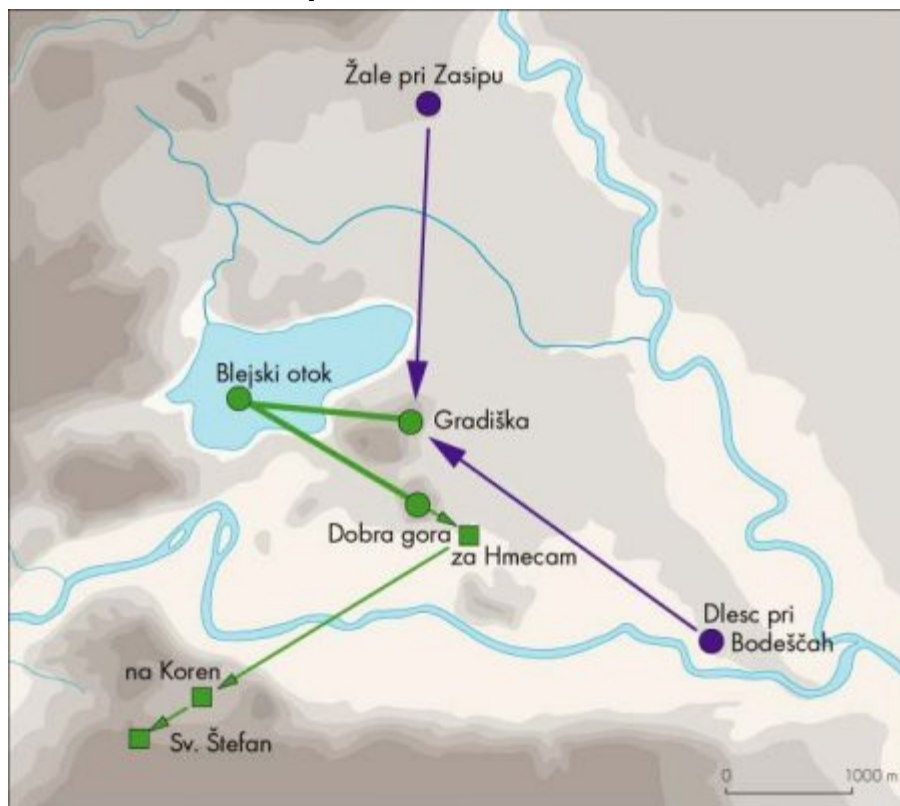 Žale pri Zasipu
Blejski otok
Gradiška
Dobra gora
za Hmecam
Dlesc pri
Bodeščah
na Koren
Sv. Štefan
0 1000 m